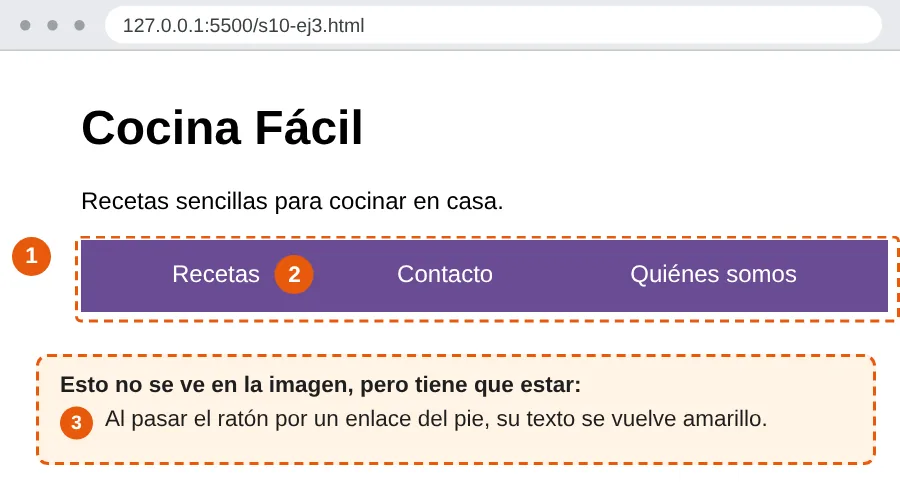 127.0.0.1:5500/s10-ej3.html
Cocina Fácil
Recetas sencillas para cocinar en casa.
1
Recetas 2 Contacto Quiénes somos
Esto no se ve en la imagen, pero tiene que estar:
3 Al pasar el ratón por un enlace del pie, su texto se vuelve amarillo.